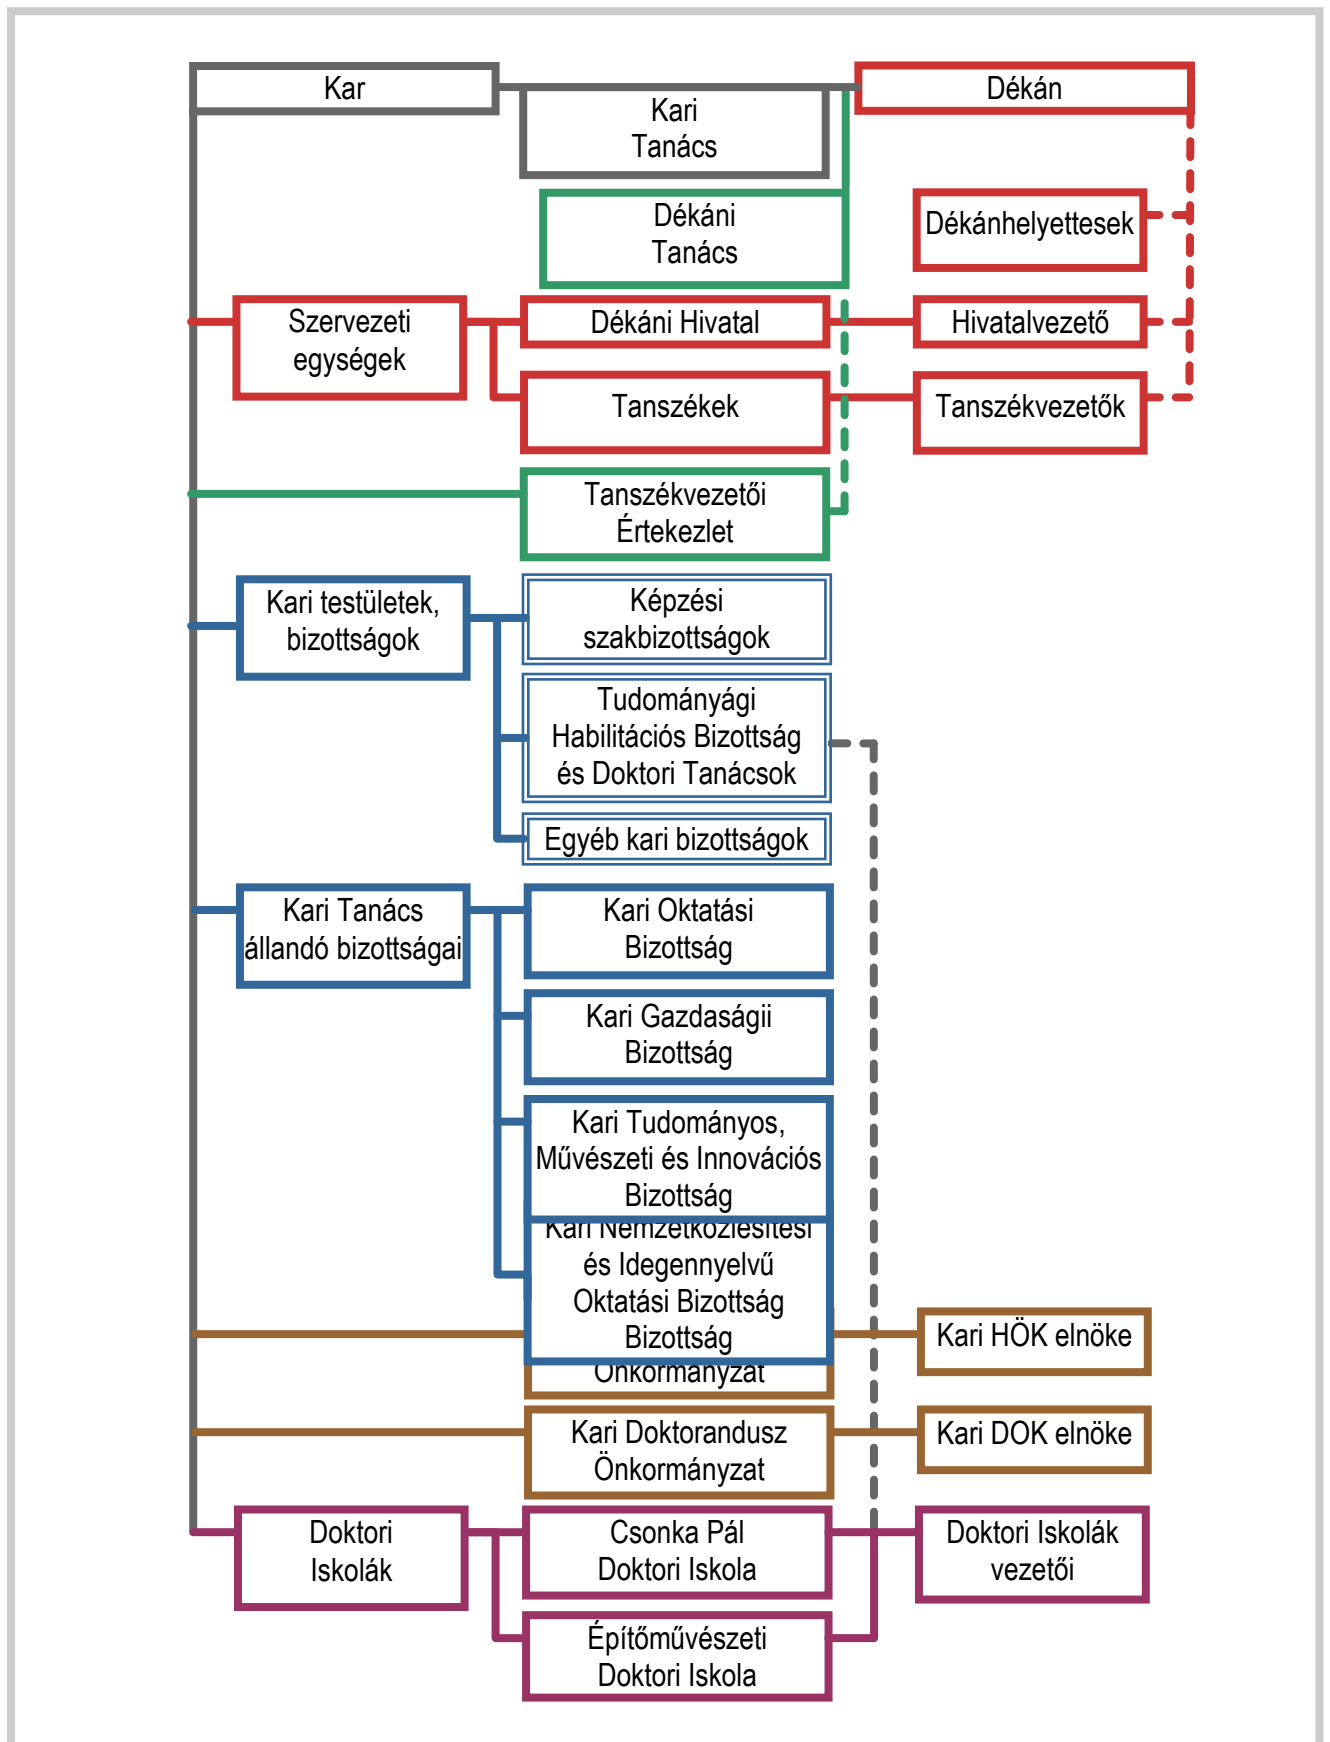 Kar
Kari
Tanács
Dékán
Dékáni
Tanács
Dékánhelyettesek
Szervezeti
egységek
Dékáni Hivatal
Hivatalvezető
Tanszékek
Tanszékvezetők
Tanszékvezetői
Értekezlet
Kari testületek,
bizottságok
Képzési
szakbizottságok
Tudományági
Habilitációs Bizottság
és Doktori Tanácsok
Egyéb kari bizottságok
Kari Tanács
állandó bizottságai
Kari Oktatási
Bizottság
Kari Gazdaságii
Bizottság
Kari Tudományos,
Művészeti és Innovációs
Bizottság
Kari Nemzetköziesítési
és Idegennyelvű
Oktatási Bizottság
Bizottság
Önkormányzat
Kari HÖK elnöke
Kari Doktorandusz
Önkormányzat
Kari DOK elnöke
Doktori
Iskolák
Csonka Pál
Doktori Iskola
Doktori Iskolák
vezetői
Építőművészeti
Doktori Iskola